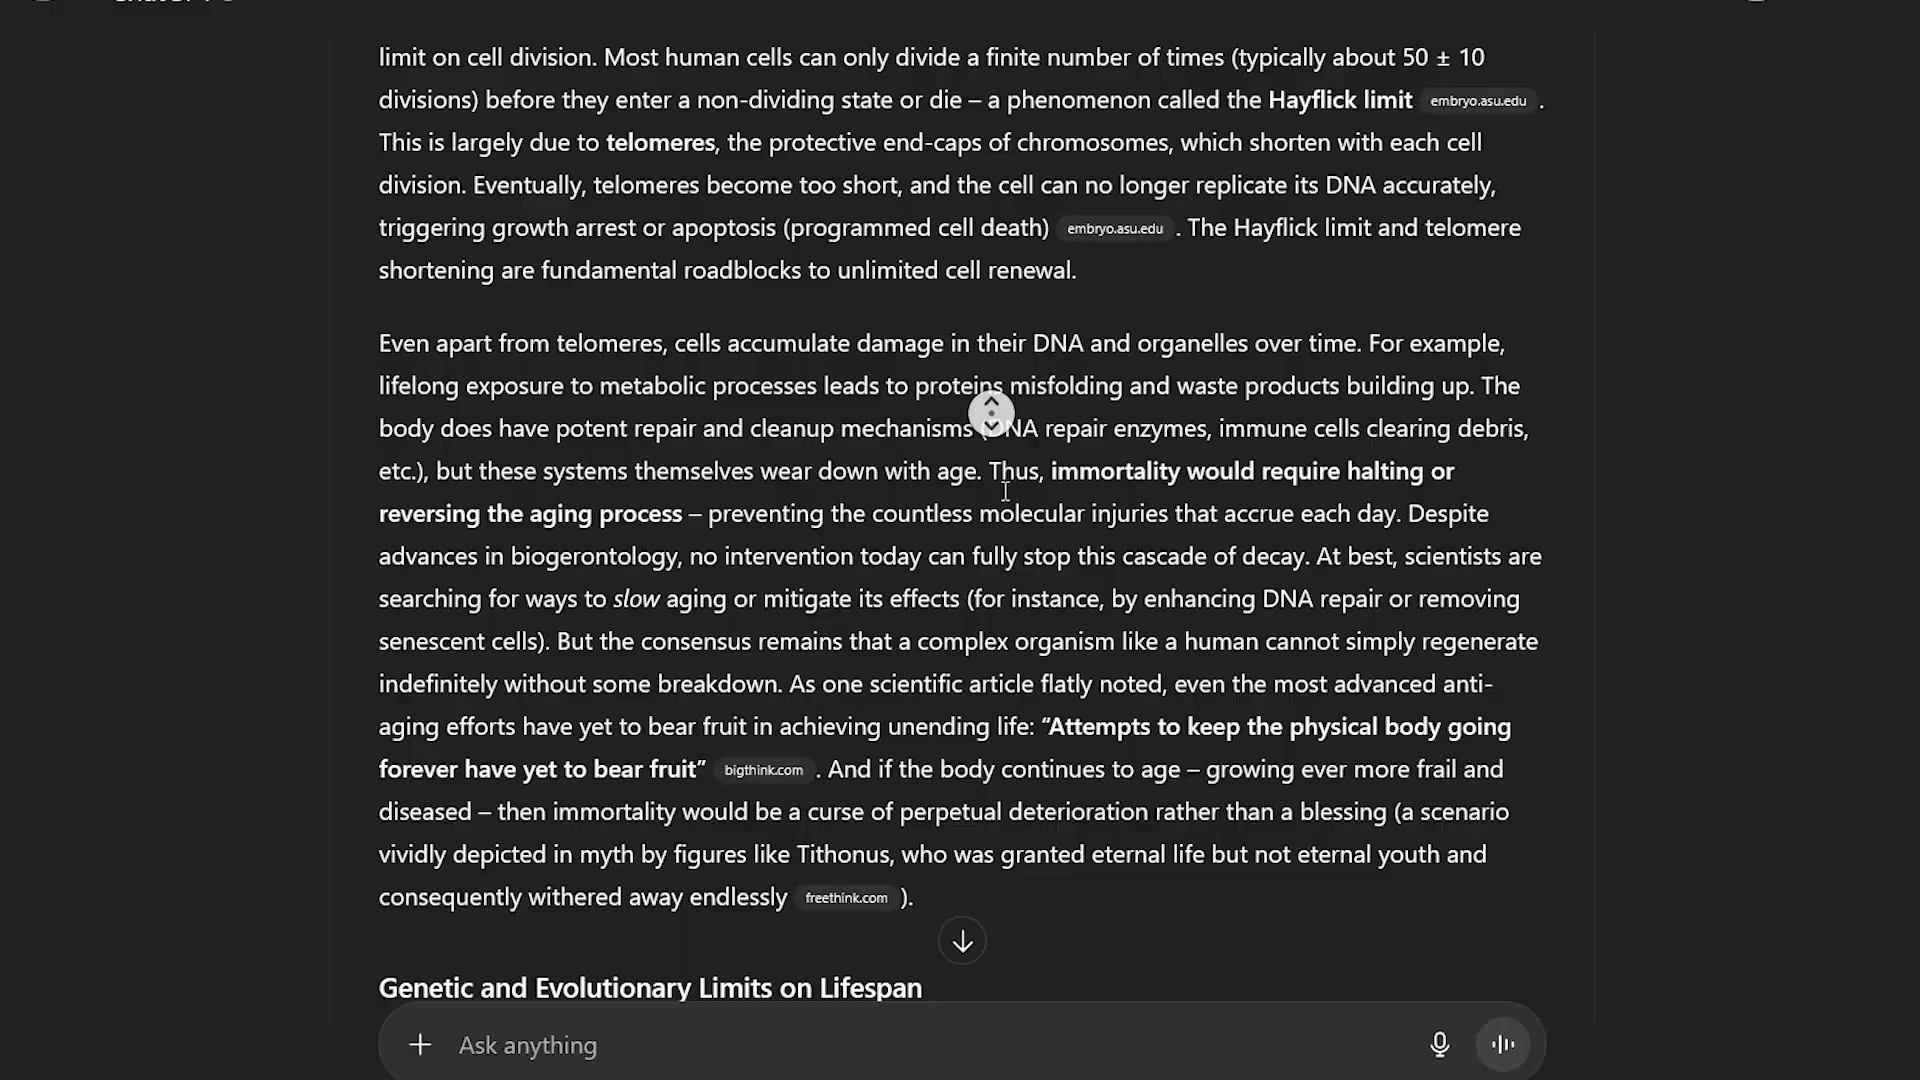 limit on cell division. Most human cells can only divide a finite number of times (typically about 50 ± 10
divisions) before they enter a non-dividing state or die – a phenomenon called the Hayflick limit embryo.asu.edu .
This is largely due to telomeres, the protective end-caps of chromosomes, which shorten with each cell
division. Eventually, telomeres become too short, and the cell can no longer replicate its DNA accurately,
triggering growth arrest or apoptosis (programmed cell death) embryo.asu.edu . The Hayflick limit and telomere
shortening are fundamental roadblocks to unlimited cell renewal.
Even apart from telomeres, cells accumulate damage in their DNA and organelles over time. For example,
lifelong exposure to metabolic processes leads to proteins misfolding and waste products building up. The
body does have potent repair and cleanup mechanisms (DNA repair enzymes, immune cells clearing debris,
etc.), but these systems themselves wear down with age. Thus, immortality would require halting or
reversing the aging process – preventing the countless molecular injuries that accrue each day. Despite
advances in biogerontology, no intervention today can fully stop this cascade of decay. At best, scientists are
searching for ways to slow aging or mitigate its effects (for instance, by enhancing DNA repair or removing
senescent cells). But the consensus remains that a complex organism like a human cannot simply regenerate
indefinitely without some breakdown. As one scientific article flatly noted, even the most advanced anti-
aging efforts have yet to bear fruit in achieving unending life: “Attempts to keep the physical body going
forever have yet to bear fruit” bigthink.com . And if the body continues to age – growing ever more frail and
diseased – then immortality would be a curse of perpetual deterioration rather than a blessing (a scenario
vividly depicted in myth by figures like Tithonus, who was granted eternal life but not eternal youth and
consequently withered away endlessly freethink.com ).
Genetic and Evolutionary Limits on Lifespan
Ask anything